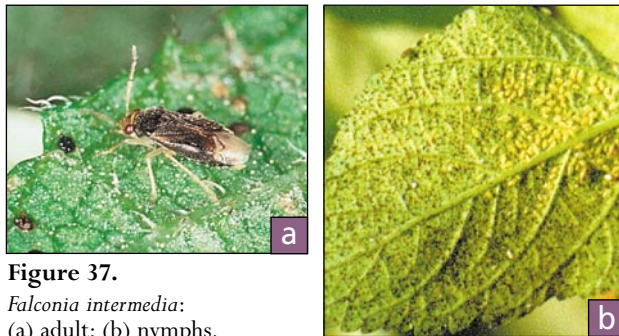 a
Figure 37.
Falconia intermedia:
(a) adult; (b) nymphs.
b